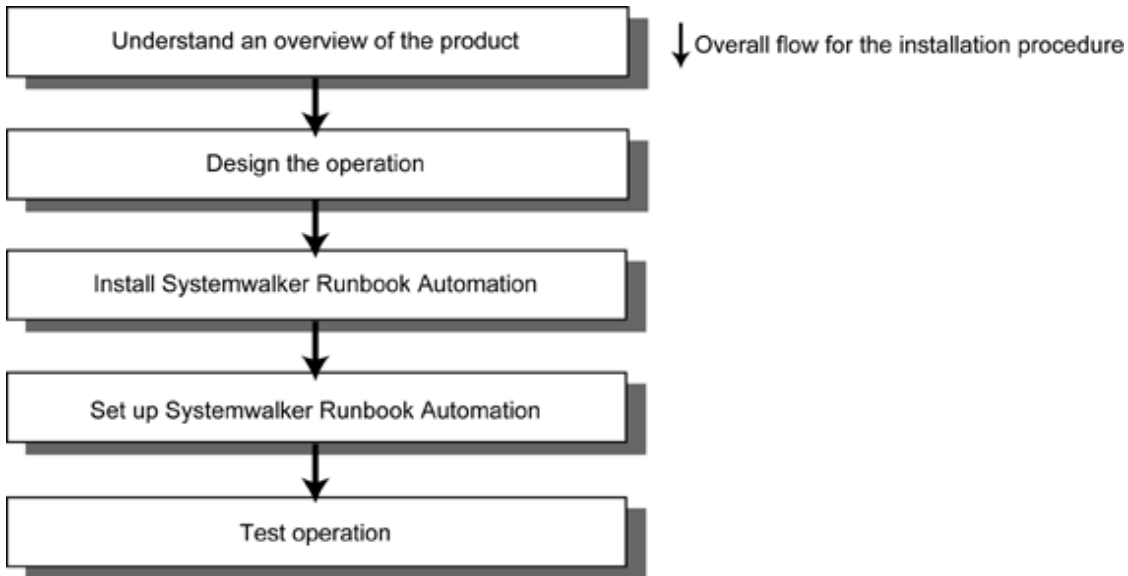 Understand an overview of the product
Overall flow for the installation procedure
Design the operation
Install Systemwalker Runbook Automation
Set up Systemwalker Runbook Automation
Test operation